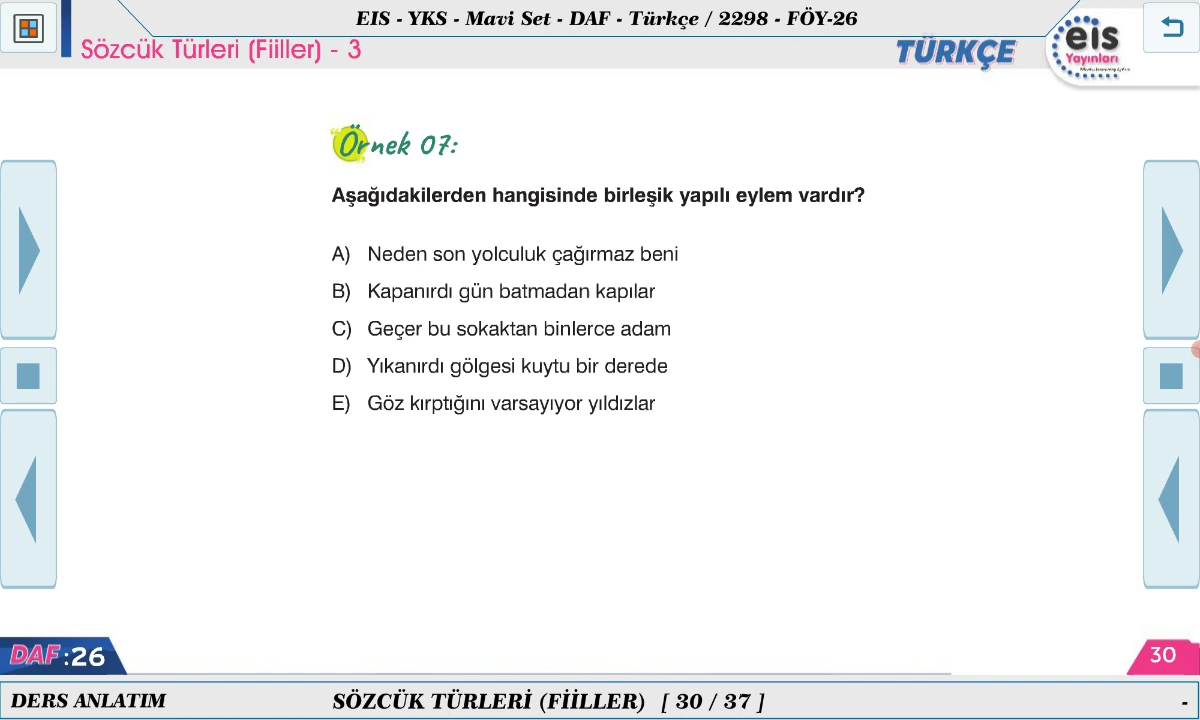 EIS - YKS - Mavi Set - DAF - Türkçe / 2298 - FÖY-26
Sözcük Türleri (Fiiller) - 3
TÜRKÇE
eis
Yayınları
Örnek 07:
Aşağıdakilerden hangisinde birleşik yapılı eylem vardır?
A) Neden son yolculuk çağırmaz beni
B) Kapanırdı gün batmadan kapılar
C) Geçer bu sokaktan binlerce adam
D) Yıkanırdı gölgesi kuytu bir derede
E) Göz kırptığını varsayıyor yıldızlar
DAF:26
30
DERS ANLATIM
SÖZCÜK TÜRLERİ (FİİLLER) [ 30 / 37 ]
-